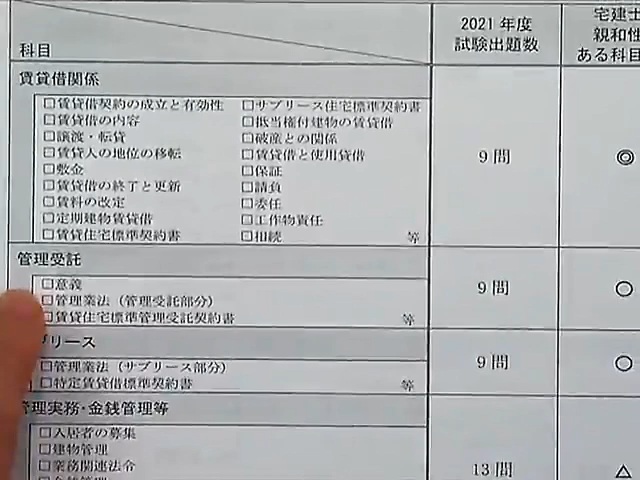 科目
2021年度
試験出題数
宅建士
親和性
ある科目
賃貸借関係
□賃貸借契約の成立と有効性 □サブリース住宅標準契約書
□賃貸借の内容 □抵当権付建物の賃貸借
□譲渡・転貸 □破産との関係
□賃貸人の地位の移転 □賃貸借と使用貸借
□敷金 □保証
□賃貸借の終了と更新 □請負
□賃料の改定 □委任
□定期建物賃貸借 □工作物責任
□賃貸住宅標準契約書 □相続 等
9問
◎
管理受託
□意義
□管理業法（管理受託部分）
□賃貸住宅標準管理受託契約書 等
9問
○
ブリース
□管理業法（サブリース部分）
□特定賃貸借標準契約書 等
9問
○
管理実務・金銭管理等
□入居者の募集
□建物管理
□業務関連法令
13問
△